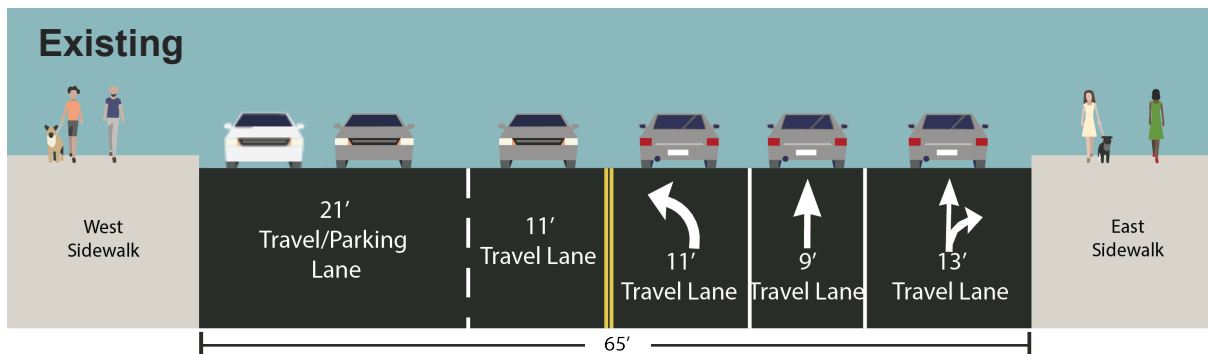 Existing
West
Sidewalk
21’
Travel/Parking
Lane
11’
Travel Lane
11’
Travel Lane
9’
Travel Lane
13’
Travel Lane
East
Sidewalk
65’